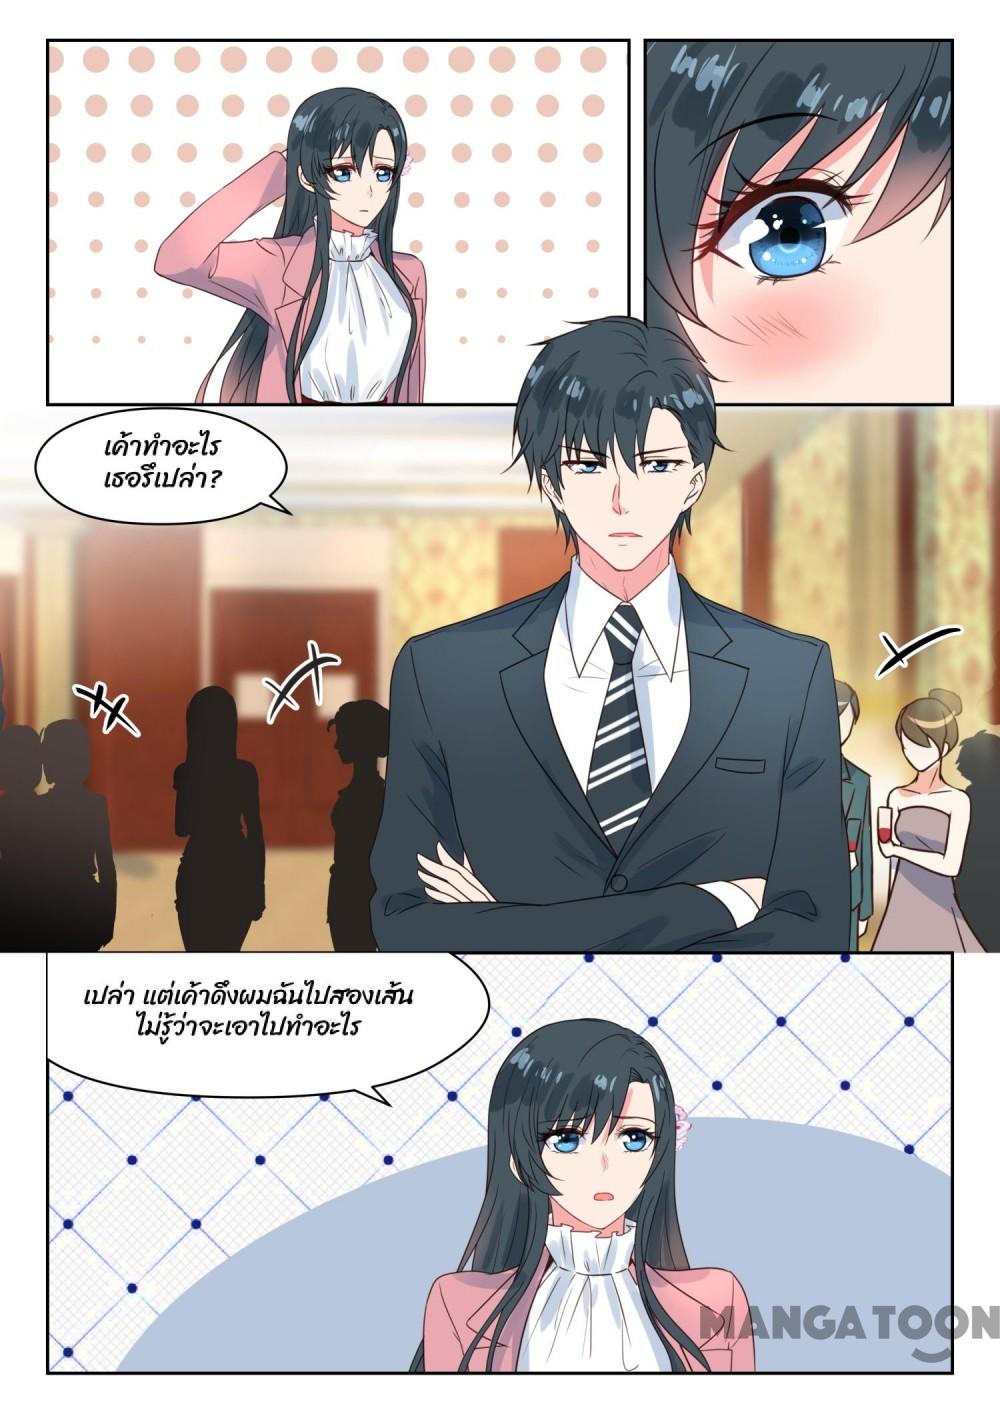 เค้าทำอะไร
เธอรึเปล่า?
เปล่า แต่เค้าดึงผมฉันไปสองเส้น
ไม่รู้ว่าจะเอาไปทำอะไร
MANGATOON